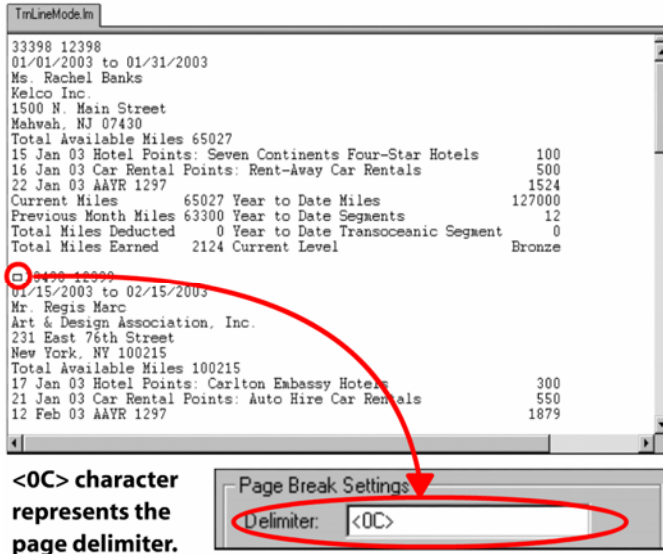 TrnLineMode.lm
33398 12398
01/01/2003 to 01/31/2003
Ms. Rachel Banks
Kelco Inc.
1500 N. Main Street
Mahwah, NJ 07430
Total Available Miles 65027
15 Jan 03 Hotel Points: Seven Continents Four-Star Hotels 100
16 Jan 03 Car Rental Points: Rent-Away Car Rentals 500
22 Jan 03 AAYR 1297 1524
Current Miles 65027 Year to Date Miles 127000
Previous Month Miles 63300 Year to Date Segments 12
Total Miles Deducted 0 Year to Date Transoceanic Segment 0
Total Miles Earned 2124 Current Level Bronze
12399
01/15/2003 to 02/15/2003
Mr. Regis Marc
Art & Design Association, Inc.
231 East 76th Street
New York, NY 100215
Total Available Miles 100215
17 Jan 03 Hotel Points: Carlton Embassy Hotels 300
21 Jan 03 Car Rental Points: Auto Hire Car Rentals 550
12 Feb 03 AAYR 1297 1879
<0C> character
represents the
page delimiter.
Page Break Settings
Delimiter: <0C>